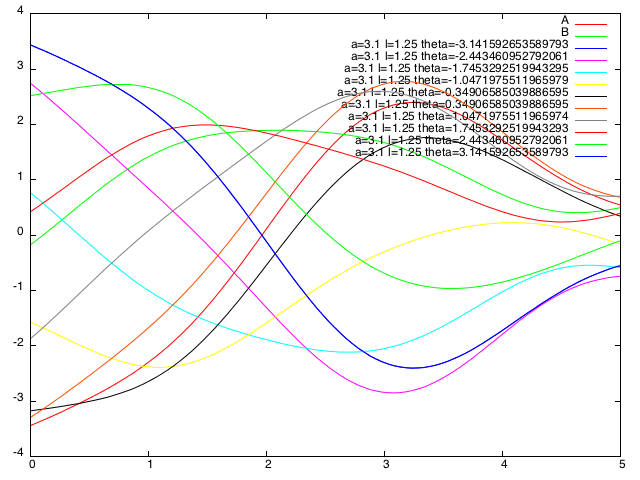 4
3
2
1
0
-1
-2
-3
-4
0
1
2
3
4
5
A
B
a=3.1 l=1.25 theta=-3.141592653589793
a=3.1 l=1.25 theta=-2.443460952792061
a=3.1 l=1.25 theta=-1.7453292519943295
a=3.1 l=1.25 theta=-1.0471975511965979
a=3.1 l=1.25 theta=-0.34906585039886595
a=3.1 l=1.25 theta=0.34906585039886595
a=3.1 l=1.25 theta=1.0471975511965974
a=3.1 l=1.25 theta=1.7453292519943293
a=3.1 l=1.25 theta=2.443460952792061
a=3.1 l=1.25 theta=3.141592653589793